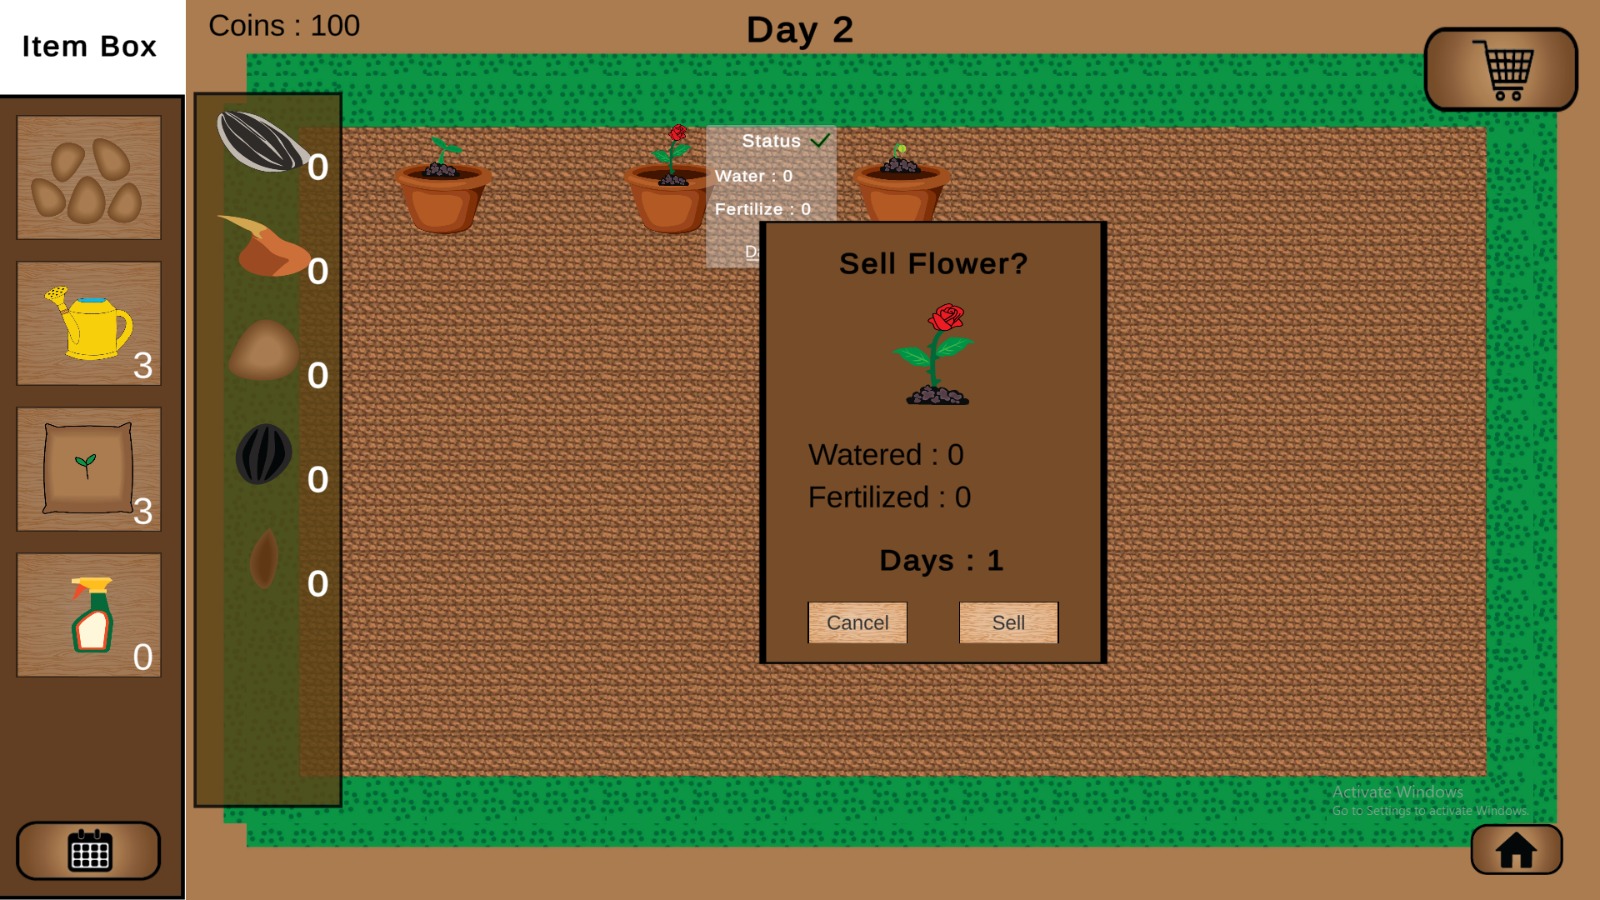 Item Box
Coins : 100
Day 2
0
0
0
0
0
3
3
0
Status
Water : 0
Fertilize : 0
Sell Flower?
Watered : 0
Fertilized : 0
Days : 1
Cancel
Sell
Activate Windows
Go to Settings to activate Windows.